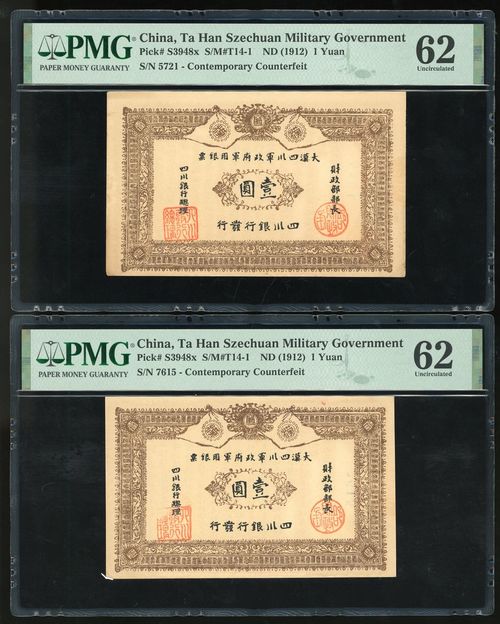 PMG
PAPER MONEY GUARANTY
China, Ta Han Szechuan Military Government
Pick# S3948x S/M#T14-1 ND (1912) 1 Yuan
S/N 5721 - Contemporary Counterfeit
62
Uncirculated
圓
票銀用軍府政軍川四漢大
財政部部長
圓壹
四川銀行總理
行發行銀川四
PMG
PAPER MONEY GUARANTY
China, Ta Han Szechuan Military Government
Pick# S3948x S/M#T14-1 ND (1912) 1 Yuan
S/N 7615 - Contemporary Counterfeit
62
Uncirculated
圓
票銀用軍府政軍川四漢大
財政部部長
圓壹
四川銀行總理
行發行銀川四